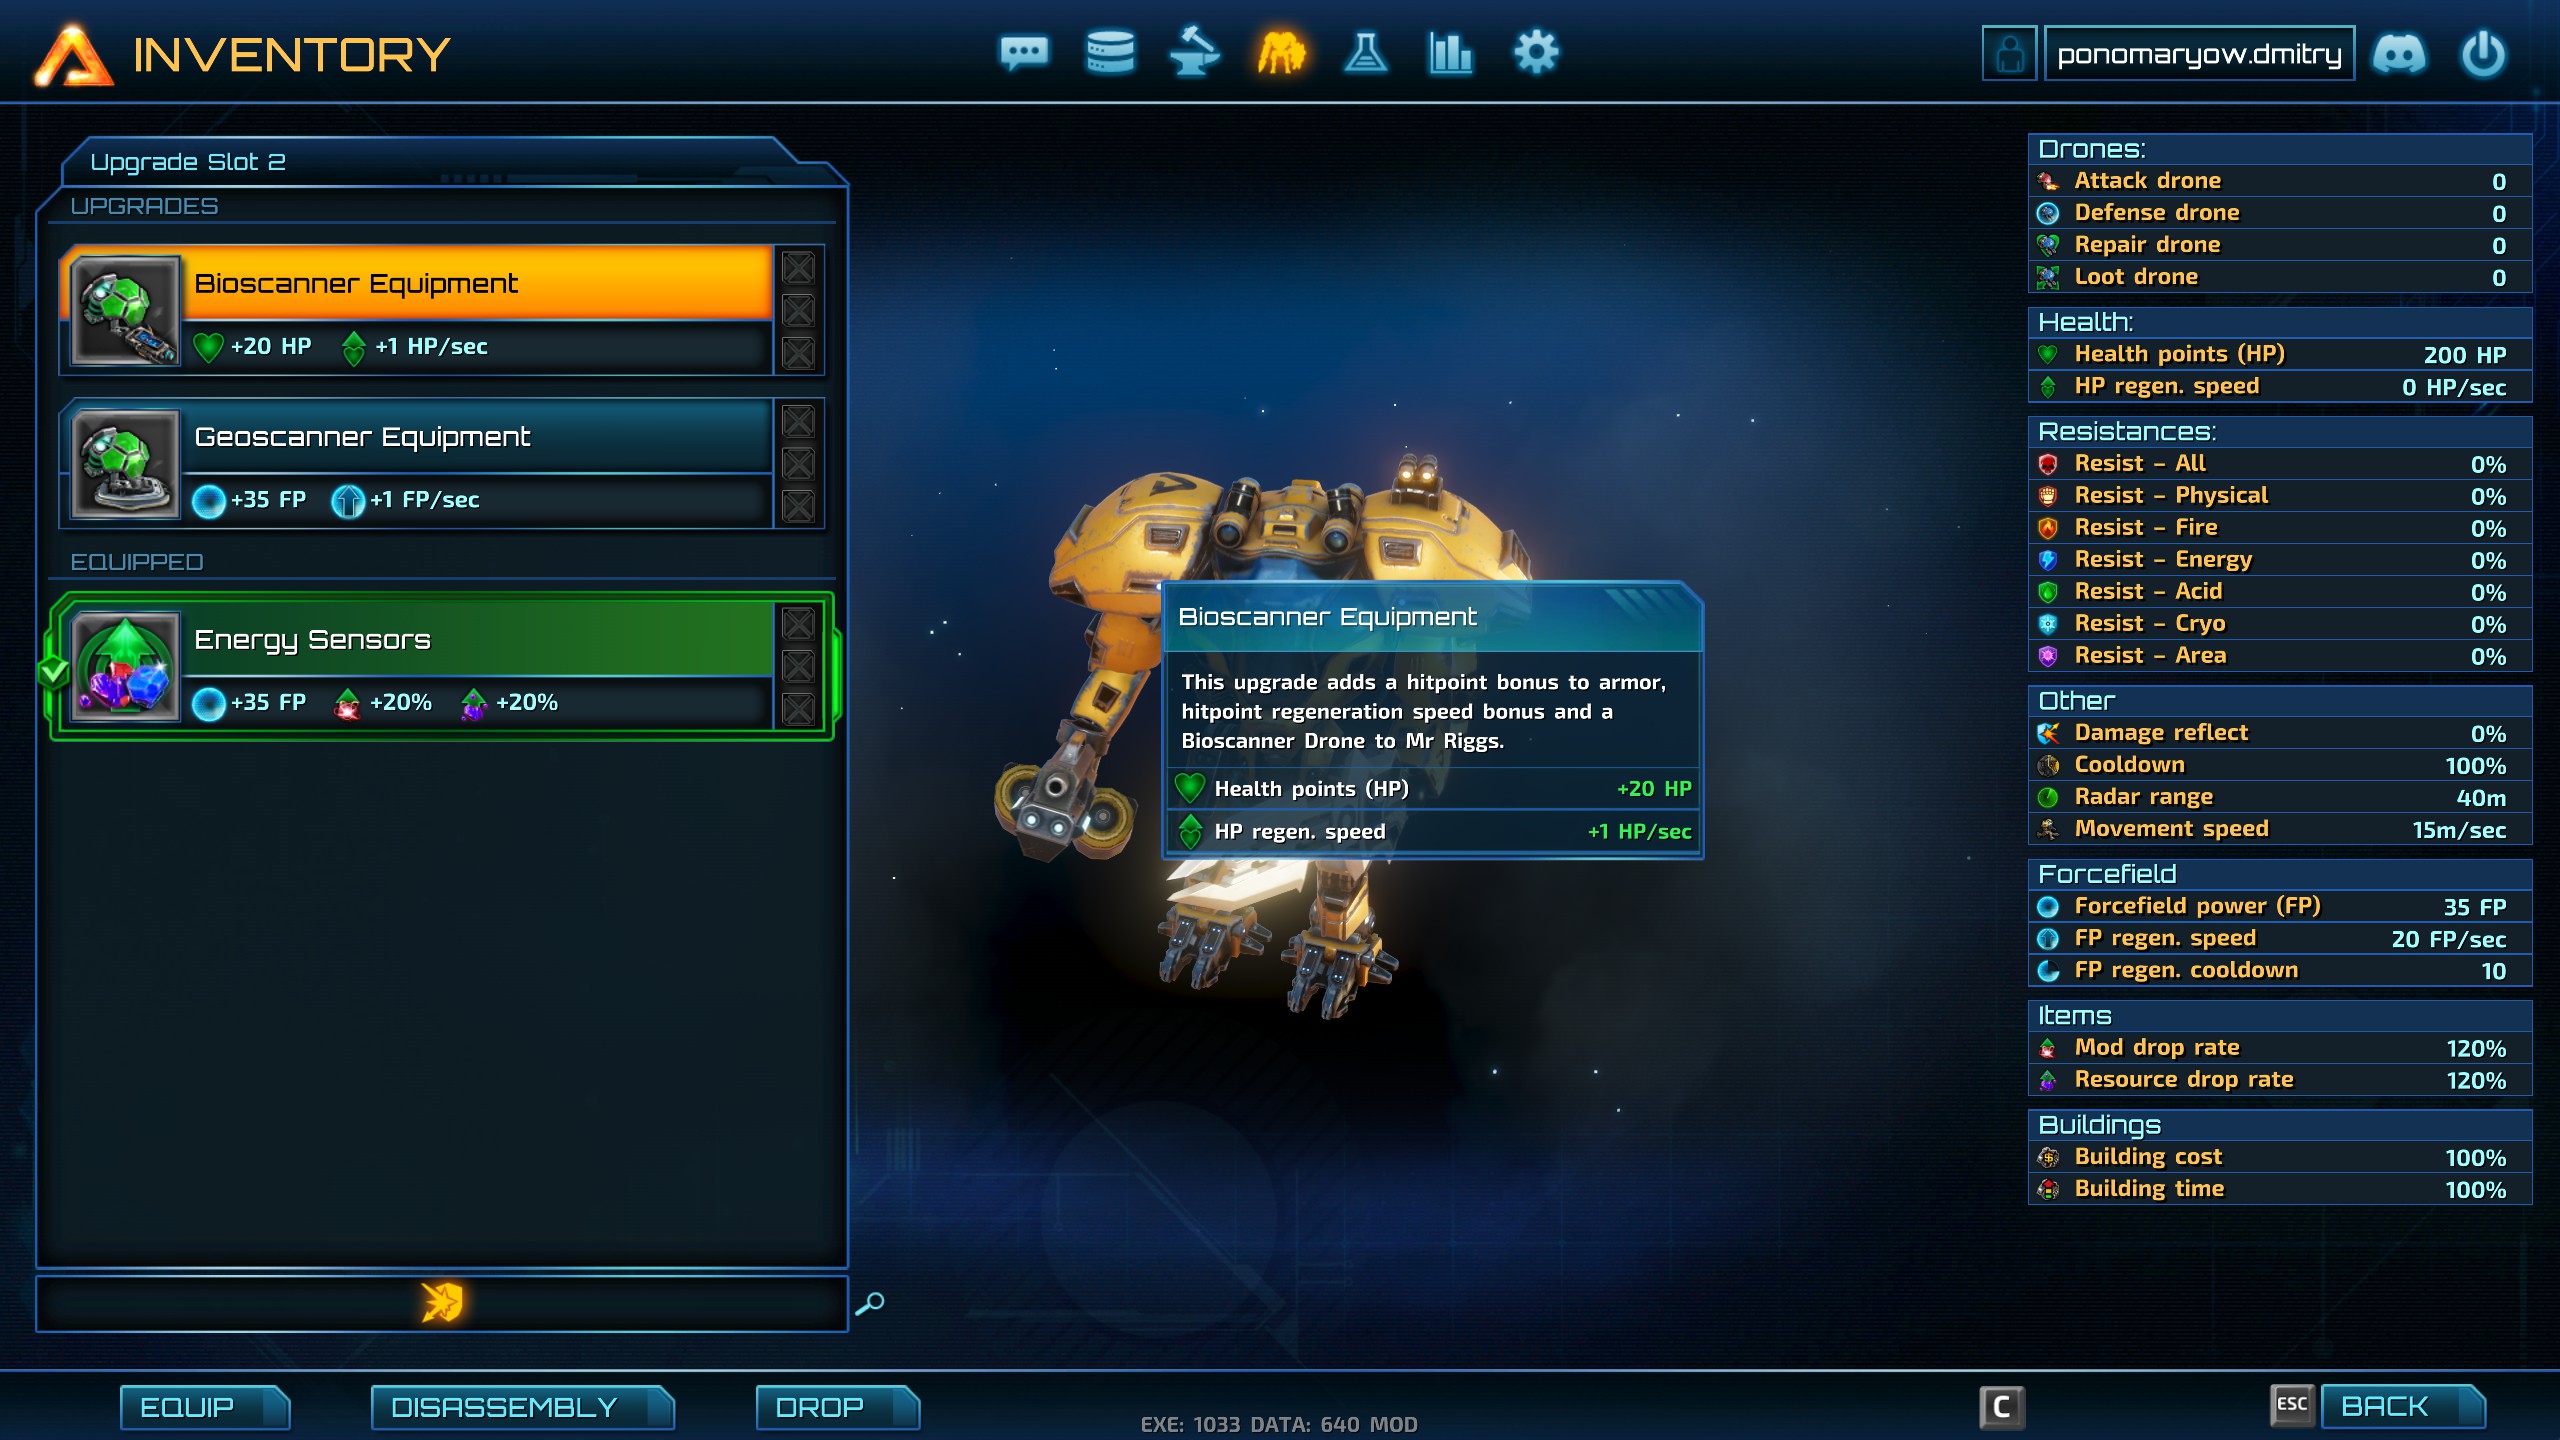 INVENTORY
ponomaryow.dmitry
Upgrade Slot 2
UPGRADES
Bioscanner Equipment
+20 HP +1 HP/sec
Geoscanner Equipment
+35 FP +1 FP/sec
EQUIPPED
Energy Sensors
+35 FP +20% +20%
Bioscanner Equipment
This upgrade adds a hitpoint bonus to armor,
hitpoint regeneration speed bonus and a
Bioscanner Drone to Mr Riggs.
Health points (HP) +20 HP
HP regen. speed +1 HP/sec
Drones:
Attack drone 0
Defense drone 0
Repair drone 0
Loot drone 0
Health:
Health points (HP) 200 HP
HP regen. speed 0 HP/sec
Resistances:
Resist - All 0%
Resist - Physical 0%
Resist - Fire 0%
Resist - Energy 0%
Resist - Acid 0%
Resist - Cryo 0%
Resist - Area 0%
Other
Damage reflect 0%
Cooldown 100%
Radar range 40m
Movement speed 15m/sec
Forcefield
Forcefield power (FP) 35 FP
FP regen. speed 20 FP/sec
FP regen. cooldown 10
Items
Mod drop rate 120%
Resource drop rate 120%
Buildings
Building cost 100%
Building time 100%
EQUIP
DISASSEMBLY
DROP
EXE: 1033 DATA: 640 MOD
C
ESC BACK